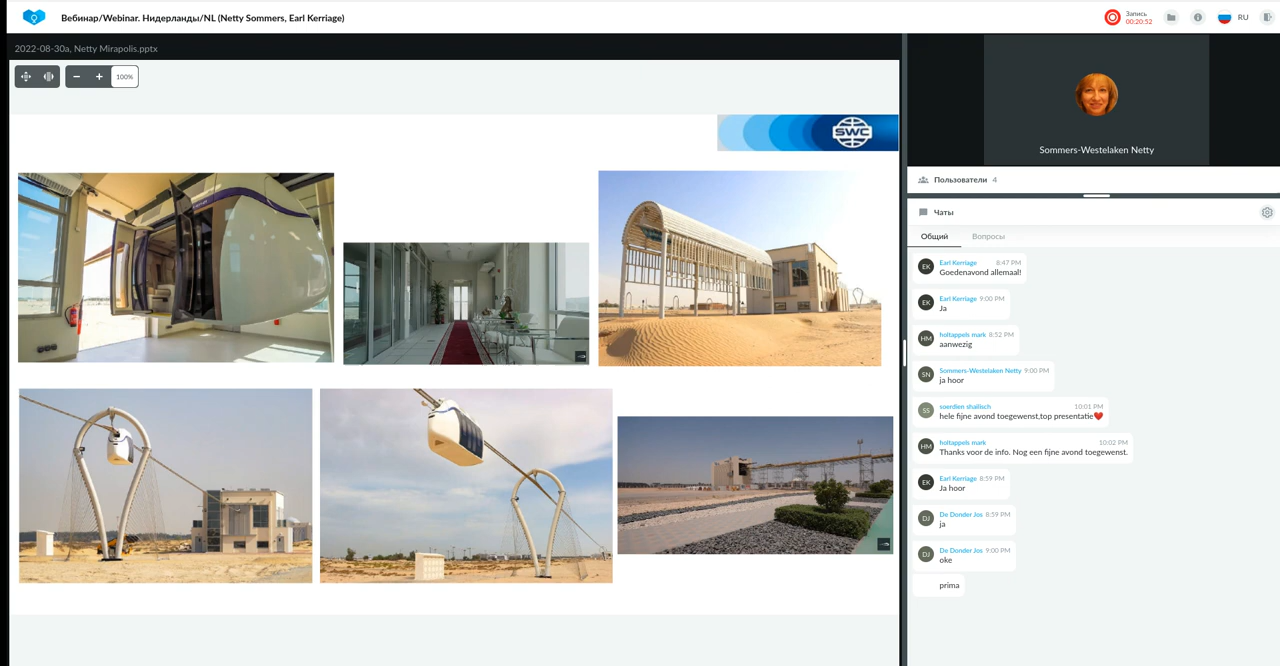 Вебинар/Webinar. Нидерланды/NL (Netty Sommers, Earl Kerriage)
Запись
00:20:52
RU
2022-08-30a, Netty Mirapolis.pptx
100%
SWC
Sommers-Westelaken Netty
Пользователи 4
Чаты
Общий Вопросы
EK Earl Kerriage 8:47 PM
Goedenavond allemaal!
EK Earl Kerriage 9:00 PM
Ja
HM holtappels mark 8:52 PM
aanwezig
SN Sommers-Westelaken Netty 9:00 PM
ja hoor
SS soerdien shailisch 10:01 PM
hele fijne avond toegewenst,top presentatie❤️
HM holtappels mark 10:02 PM
Thanks voor de info. Nog een fijne avond toegewenst.
EK Earl Kerriage 8:59 PM
Ja hoor
DJ De Donder Jos 8:59 PM
ja
DJ De Donder Jos 9:00 PM
oke
prima